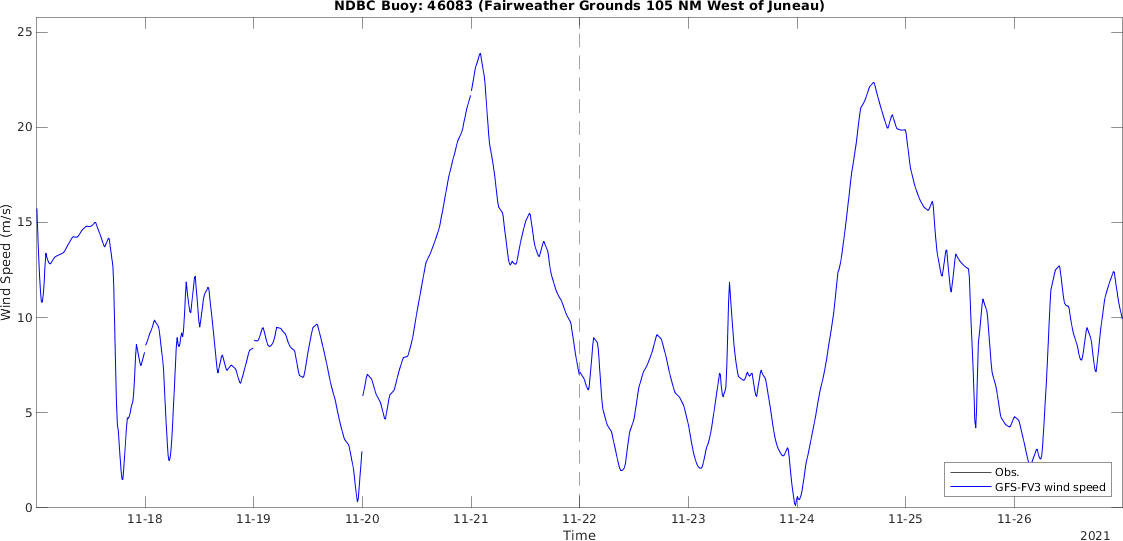 NDBC Buoy: 46083 (Fairweather Grounds 105 NM West of Juneau)
25
20
15
10
5
0
Wind Speed (m/s)
11-18 11-19 11-20 11-21 11-22 11-23 11-24 11-25 11-26
Time
2021
Obs.
GFS-FV3 wind speed